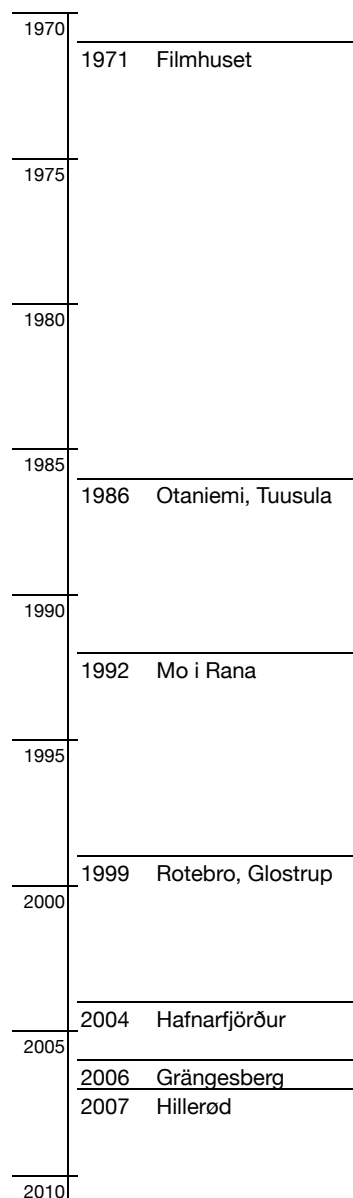 1970
1971 Filmhuset
1975
1980
1985
1986 Otaniemi, Tuusula
1990
1992 Mo i Rana
1995
1999 Rotebro, Glostrup
2000
2004 Hafnarfjörður
2005
2006 Grängesberg
2007 Hillerød
2010